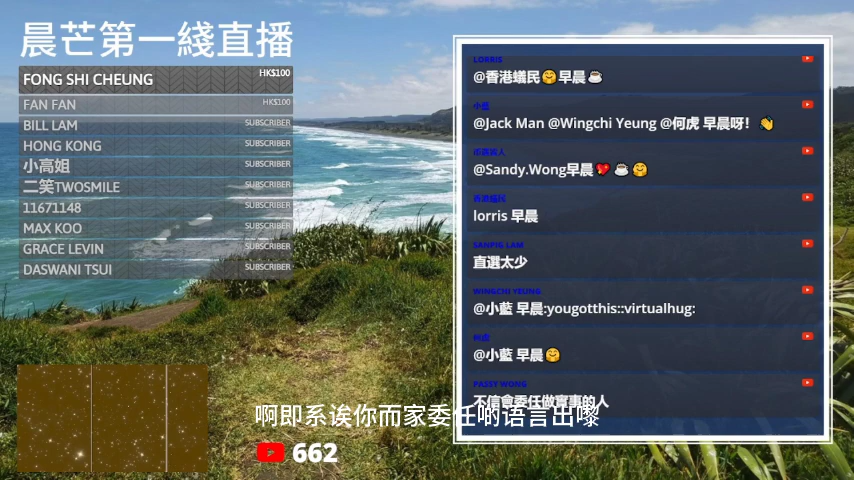 晨芒第一綫直播
FONG SHI CHEUNG HK$100
FAN FAN HK$100
BILL LAM SUBSCRIBER
HONG KONG SUBSCRIBER
小高姐 SUBSCRIBER
二笑TWOSMILE SUBSCRIBER
11671148 SUBSCRIBER
MAX KOO SUBSCRIBER
GRACE LEVIN SUBSCRIBER
DASWANI TSUI SUBSCRIBER
LORRIS
@香港蟻民🤗早晨☕
小藍
@Jack Man @Wingchi Yeung @何虎 早晨呀! 👏
@Sandy.Wong早晨💖☕🤗
香港蟻民
lorris 早晨
SANPIG LAM
直選太少
WINGCHI YEUNG
@小藍 早晨:yougotthis::virtualhug:
何虎
@小藍 早晨🤗
PASSY WONG
不信會委任做實事的人
啊即系诶你而家委任啲语言出嚟
662